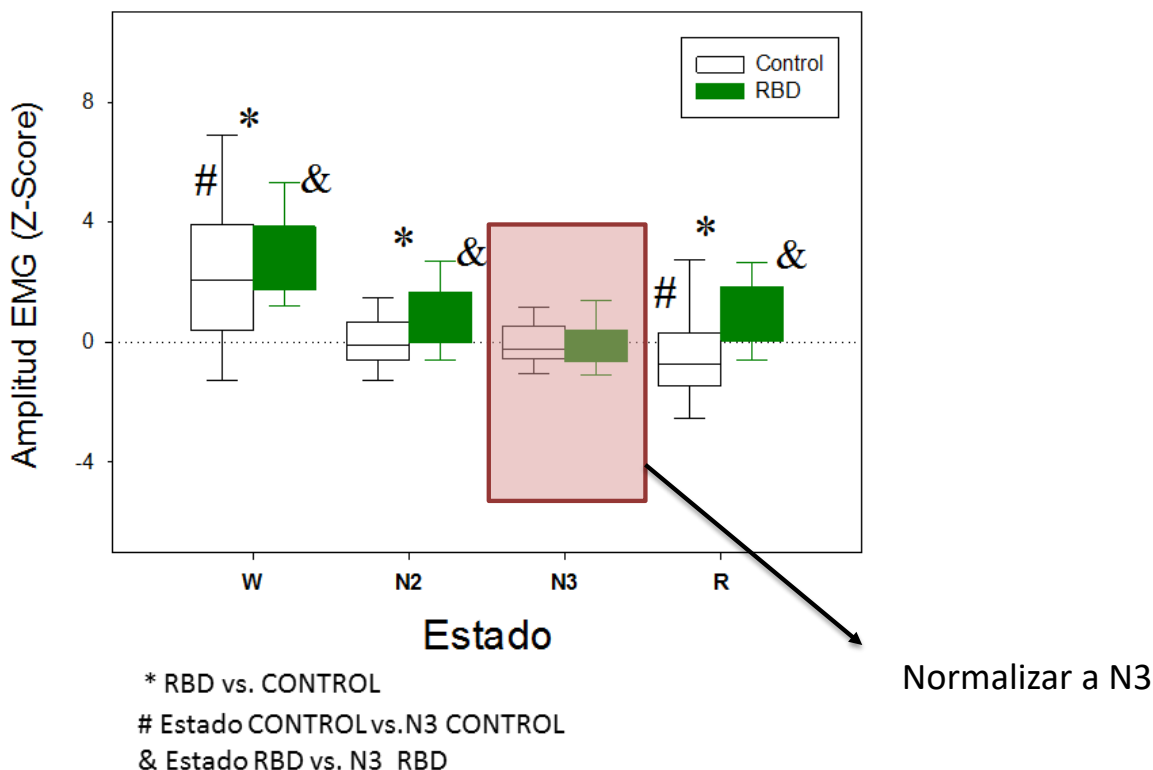 Control
RBD
Amplitud EMG (Z-Score)
8
4
0
-4
*
#
&
*
&
*
#
&
W N2 N3 R
Estado
Normalizar a N3
* RBD vs. CONTROL
# Estado CONTROL vs.N3 CONTROL
& Estado RBD vs. N3 RBD